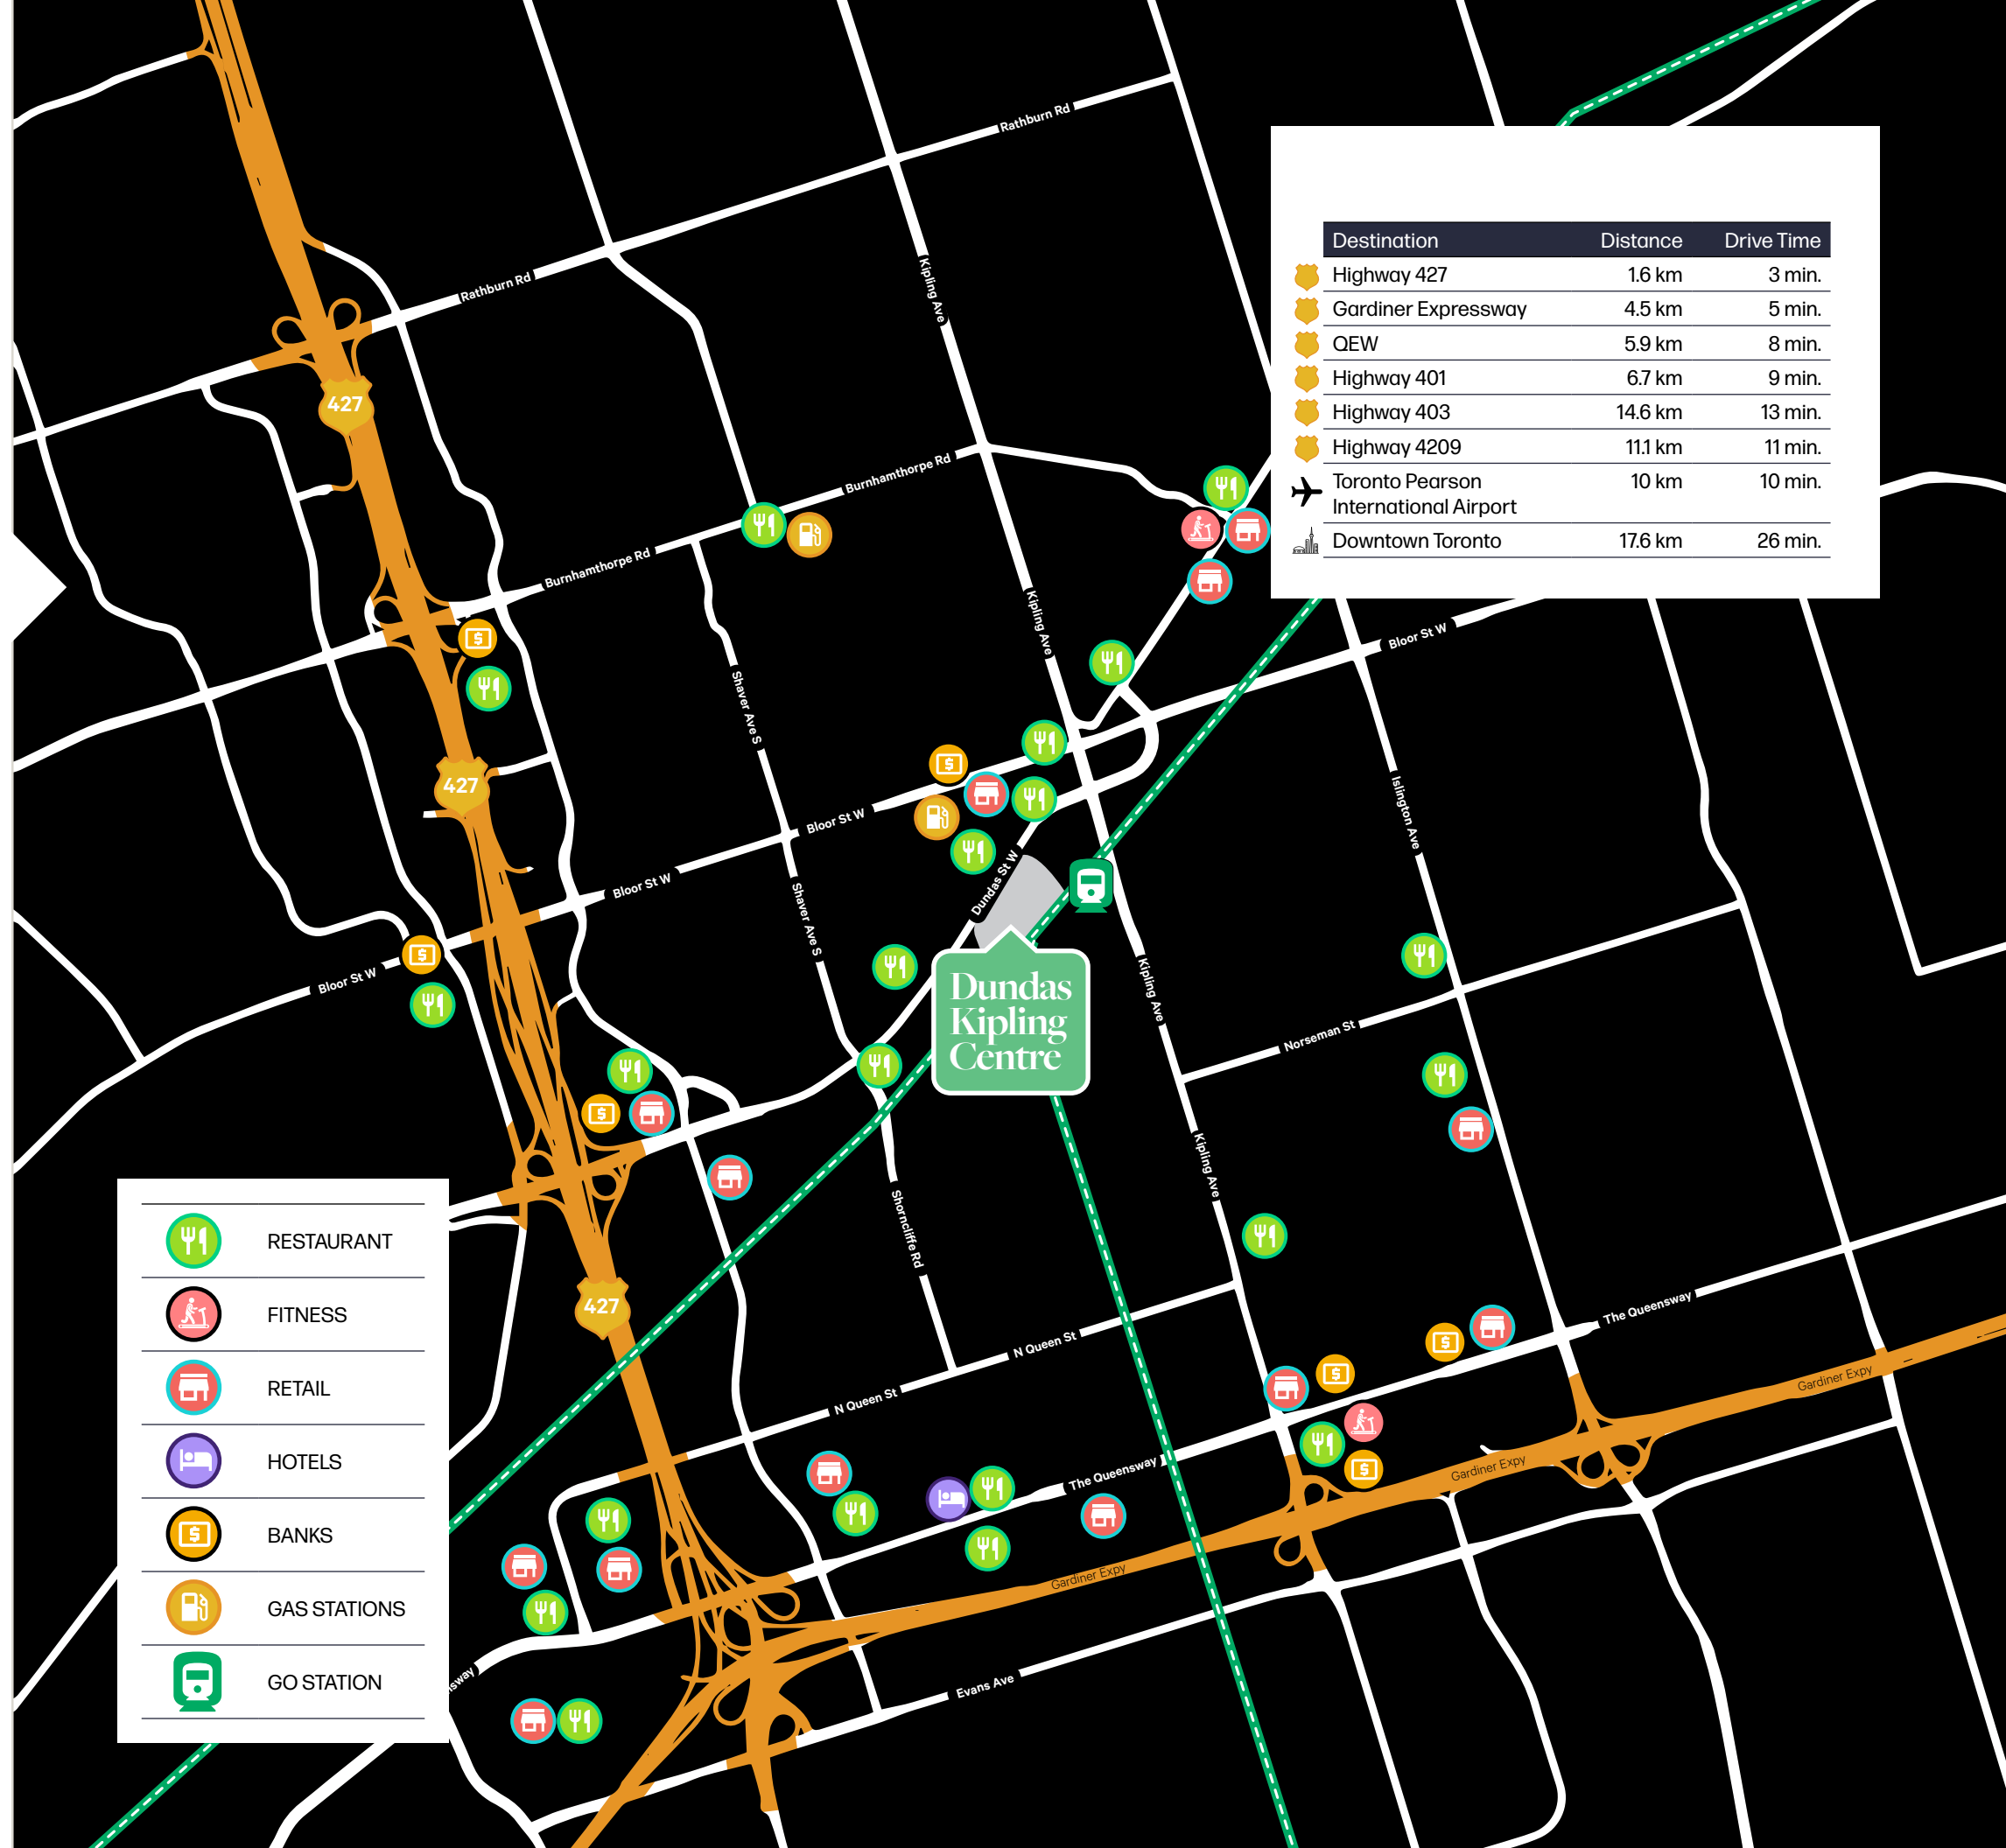 Rathburn Rd
Destination Distance Drive Time
Highway 427 1.6 km 3 min.
Gardiner Expressway 4.5 km 5 min.
QEW 5.9 km 8 min.
Highway 401 6.7 km 9 min.
Highway 403 14.6 km 13 min.
Highway 4209 11.1 km 11 min.
Toronto Pearson 10 km 10 min.
International Airport
Downtown Toronto 17.6 km 26 min.
Rathburn Rd
Kipling Ave
427
Burnhamthorpe Rd
Burnhamthorpe Rd
Kipling Ave
Bloor St W
Shaver Ave S
427
Bloor St W
Islington Ave
Bloor St W
Dundas St W
Shaver Ave S
Bloor St W
Dundas
Kipling
Centre
Kipling Ave
Norseman St
Kipling Ave
Shorncliffe Rd
427
The Queensway
N Queen St
N Queen St
Gardiner Expy
The Queensway
Gardiner Expy
Gardiner Expy
Evans Ave
sway
RESTAURANT
FITNESS
RETAIL
HOTELS
BANKS
GAS STATIONS
GO STATION